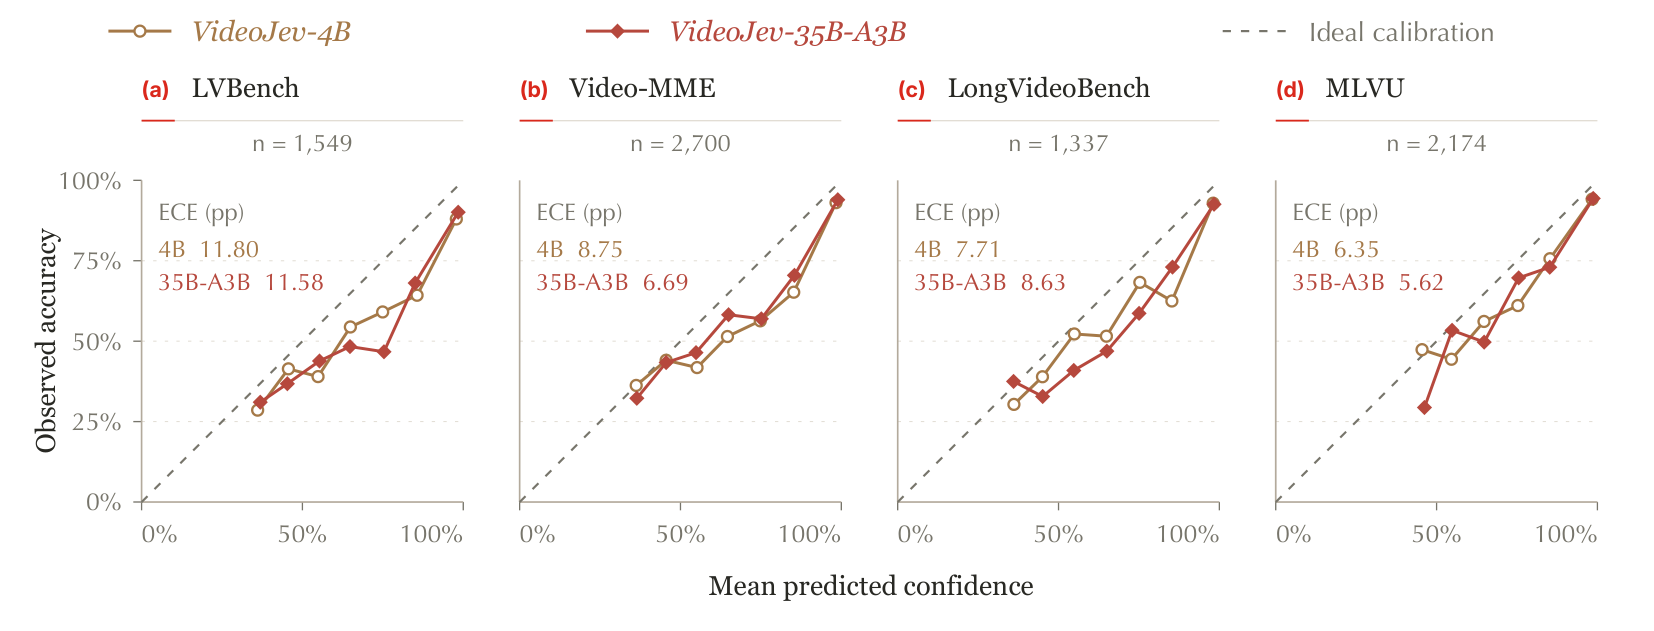 VideoJev-4B VideoJev-35B-A3B Ideal calibration
(a) LVBench (b) Video-MME (c) LongVideoBench (d) MLVU
n = 1,549 n = 2,700 n = 1,337 n = 2,174
100%
75%
50%
25%
0%
Observed accuracy
ECE (pp) ECE (pp) ECE (pp) ECE (pp)
4B 11.80 4B 8.75 4B 7.71 4B 6.35
35B-A3B 11.58 35B-A3B 6.69 35B-A3B 8.63 35B-A3B 5.62
0% 50% 100% 0% 50% 100% 0% 50% 100% 0% 50% 100%
Mean predicted confidence